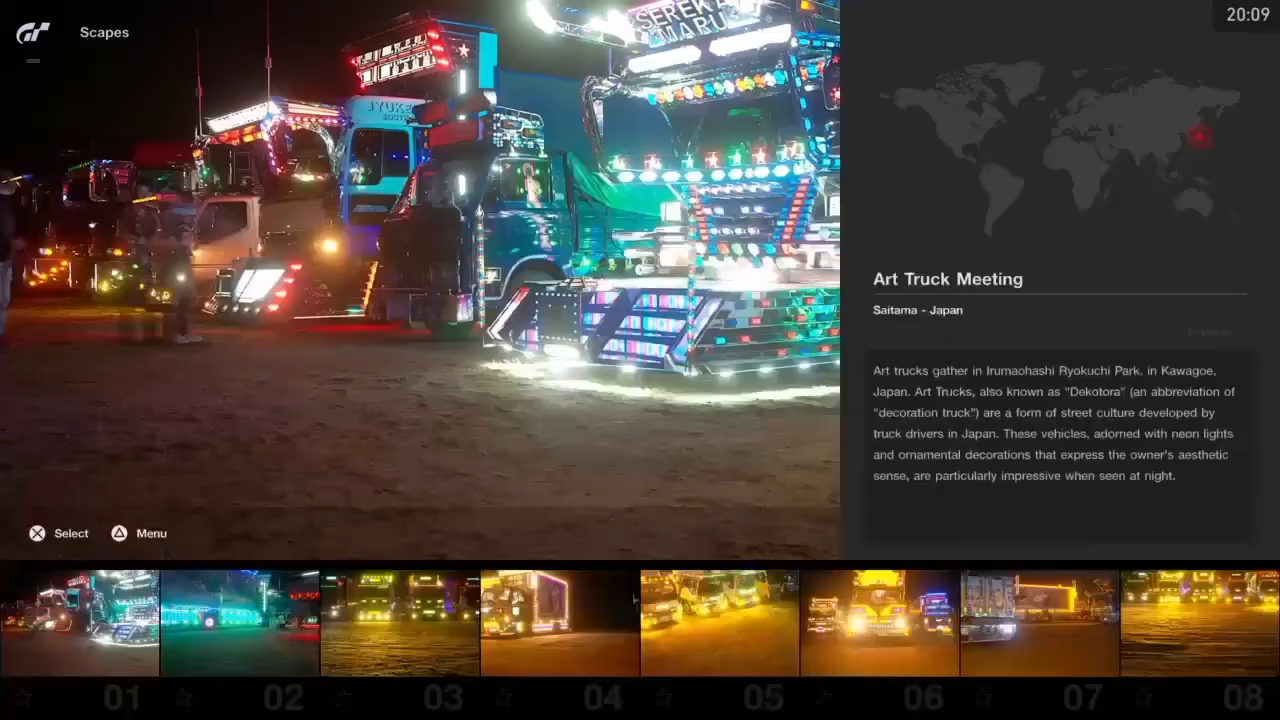 Scapes
20:09
SEREKA
MARU
JYUKE
Art Truck Meeting
Saitama - Japan
Art trucks gather in Irumaohashi Ryokuchi Park, in Kawagoe,
Japan. Art Trucks, also known as "Dekotora" (an abbreviation of
"decoration truck") are a form of street culture developed by
truck drivers in Japan. These vehicles, adorned with neon lights
and ornamental decorations that express the owner's aesthetic
sense, are particularly impressive when seen at night.
Select Menu
01 02 03 04 05 06 07 08